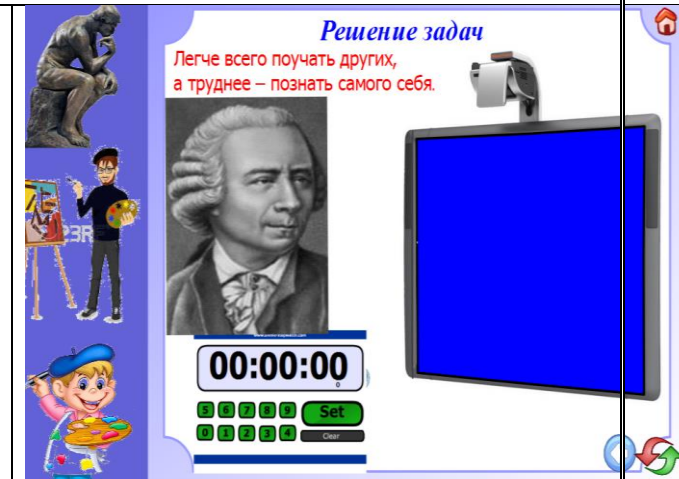 Решение задач
Легче всего поучать других,
а труднее – познать самого себя.
00:00:00
0
5 6 7 8 9 Set
0 1 2 3 4 Clear